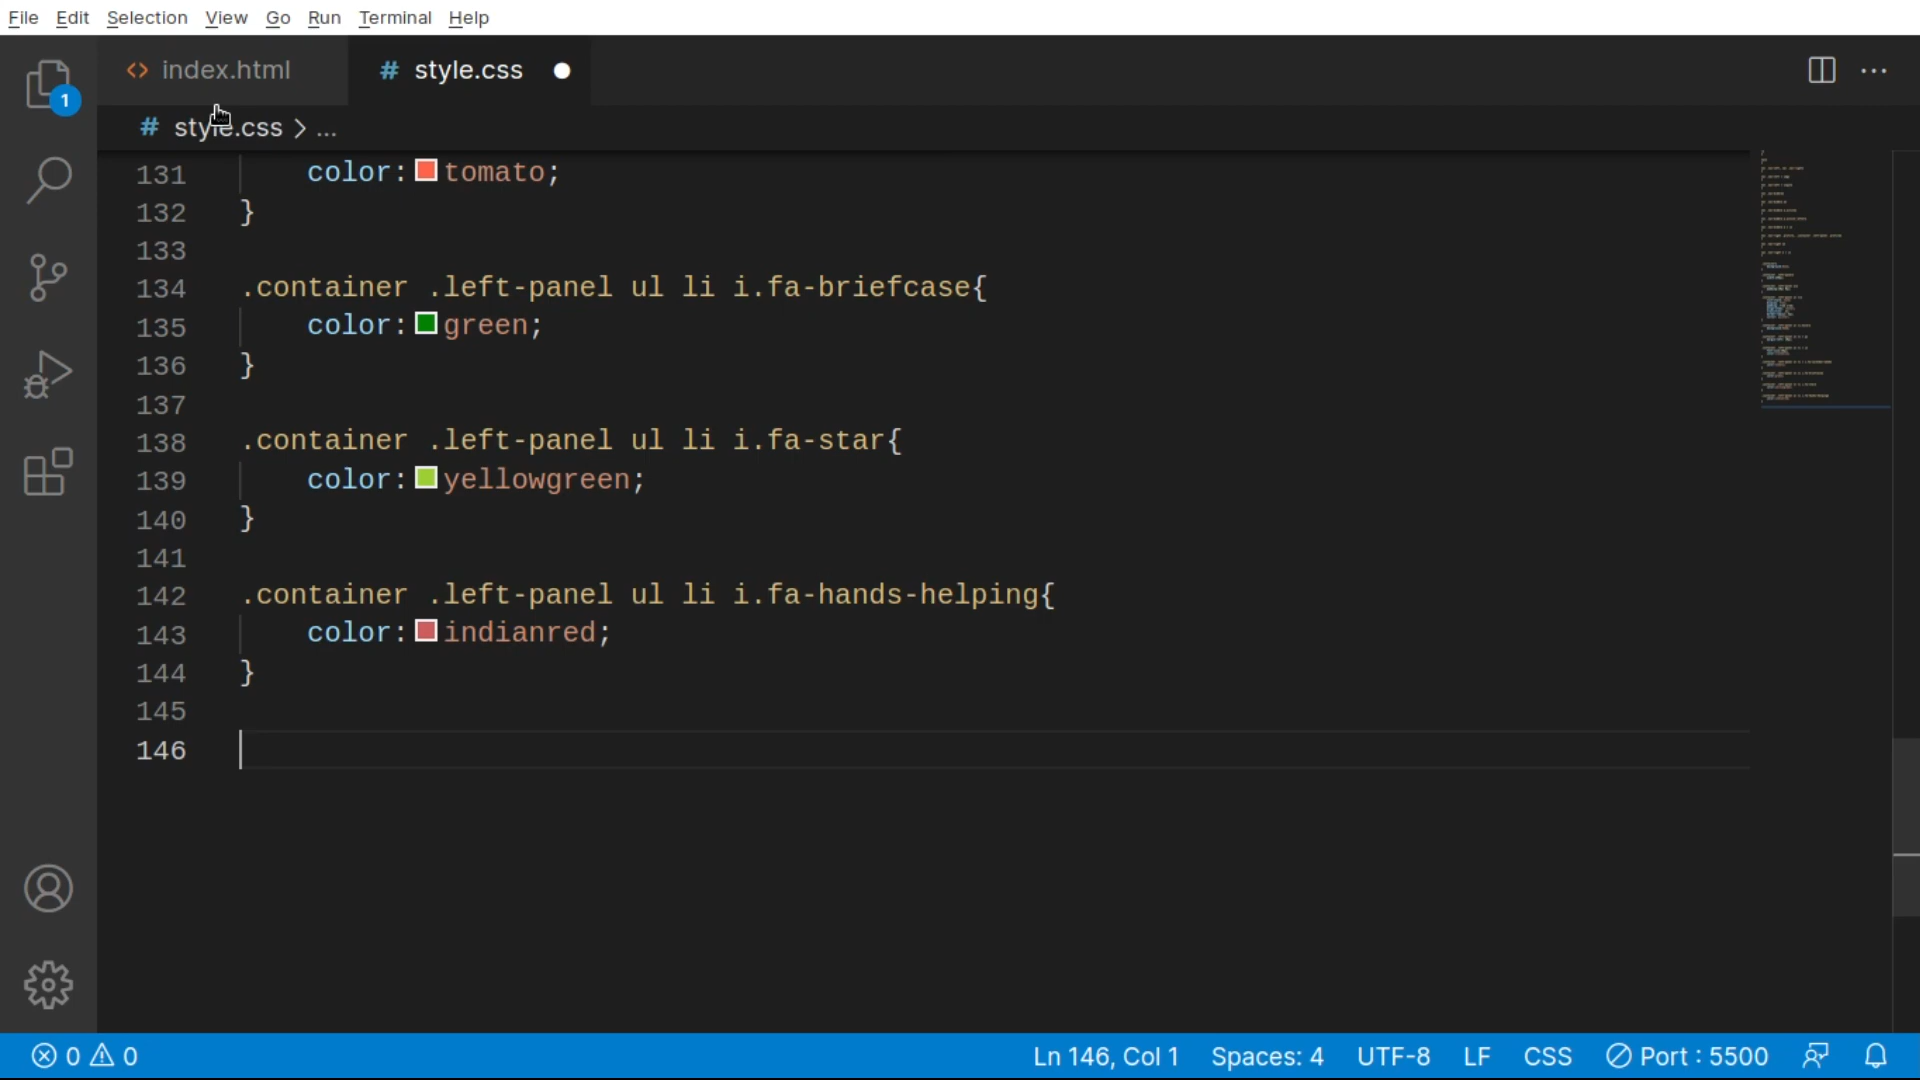 File Edit Selection View Go Run Terminal Help
index.html
# style.css
# style.css > ...
131 color: tomato;
132 }
133
134 .container .left-panel ul li i.fa-briefcase{
135 color: green;
136 }
137
138 .container .left-panel ul li i.fa-star{
139 color: yellowgreen;
140 }
141
142 .container .left-panel ul li i.fa-hands-helping{
143 color: indianred;
144 }
145
146
1
0 0 Ln 146, Col 1 Spaces: 4 UTF-8 LF CSS Port : 5500